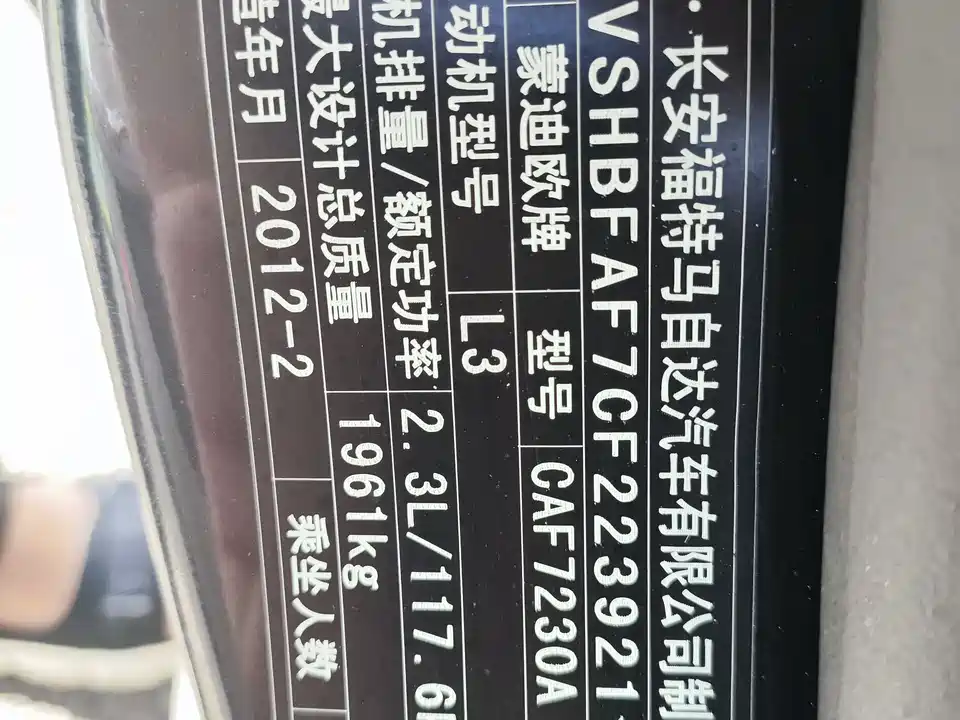 ·长安福特马自达汽车有限公司制
VSHBFAF7CF223921
蒙迪欧牌 型号 CAF7230A
动机型号 L3
机排量/额定功率 2.3L/117.6
最大设计总质量 1961kg
年月 2012-2 乘坐人数